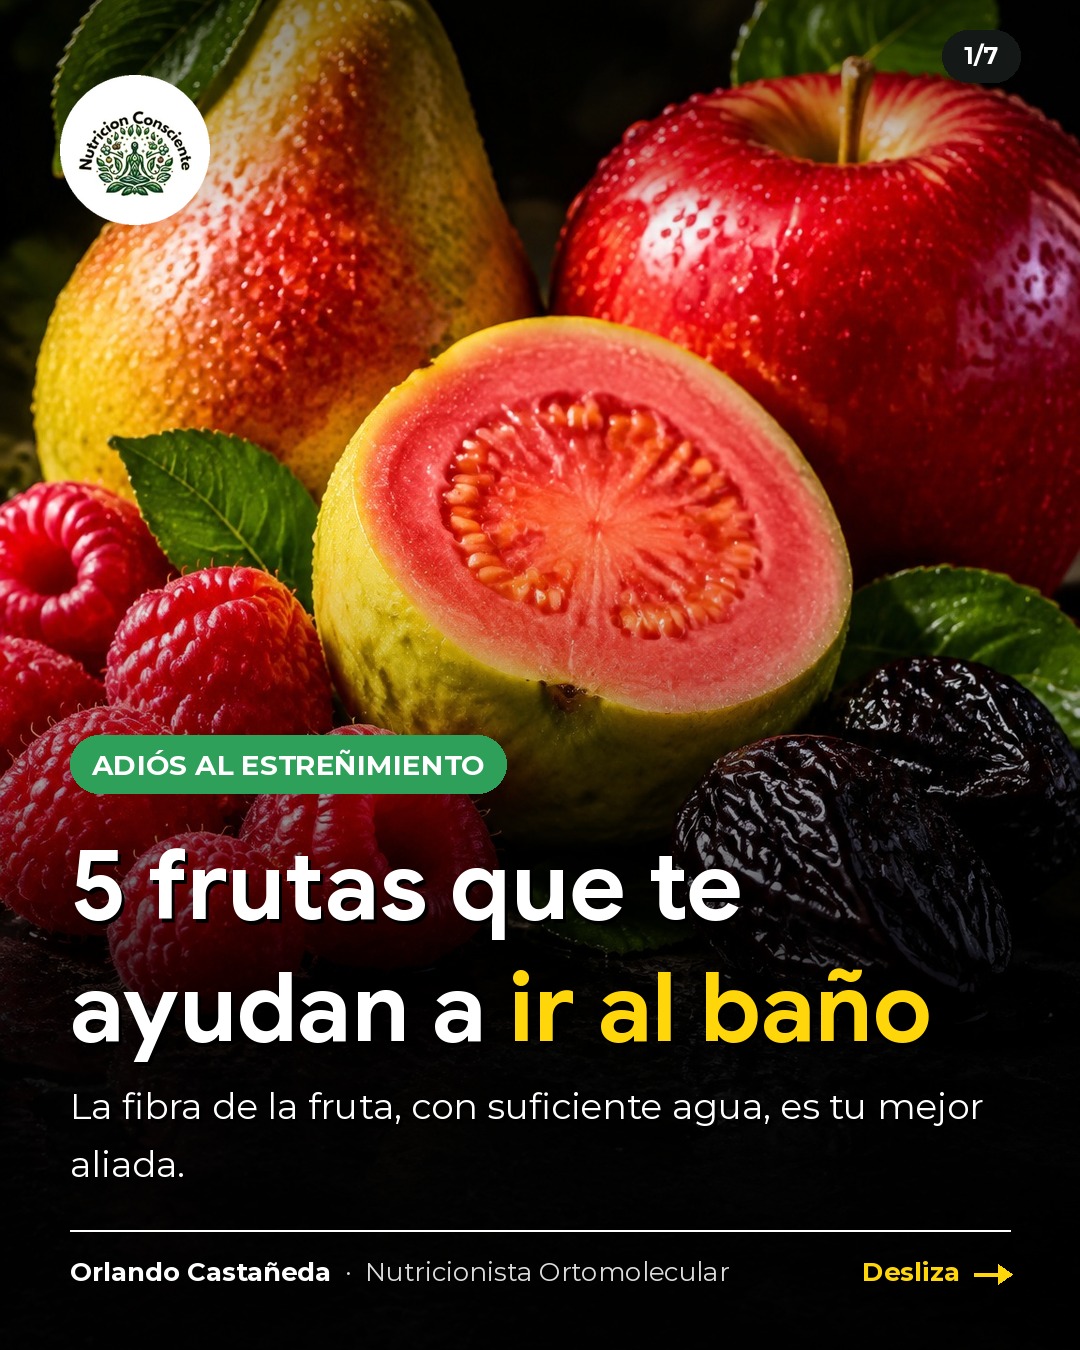 1/7
Nutricion Consciente
ADIÓS AL ESTREÑIMIENTO
5 frutas que te
ayudan a ir al baño
La fibra de la fruta, con suficiente agua, es tu mejor
aliada.
Orlando Castañeda · Nutricionista Ortomolecular
Desliza